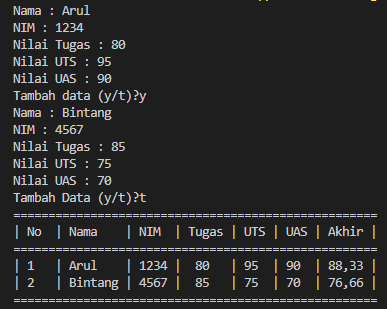 Nama : Arul
NIM : 1234
Nilai Tugas : 80
Nilai UTS : 95
Nilai UAS : 90
Tambah data (y/t)?y
Nama : Bintang
NIM : 4567
Nilai Tugas : 85
Nilai UTS : 75
Nilai UAS : 70
Tambah Data (y/t)?t
====================================================
| No | Nama | NIM | Tugas | UTS | UAS | Akhir |
====================================================
| 1 | Arul | 1234 | 80 | 95 | 90 | 88,33 |
| 2 | Bintang | 4567 | 85 | 75 | 70 | 76,66 |
====================================================